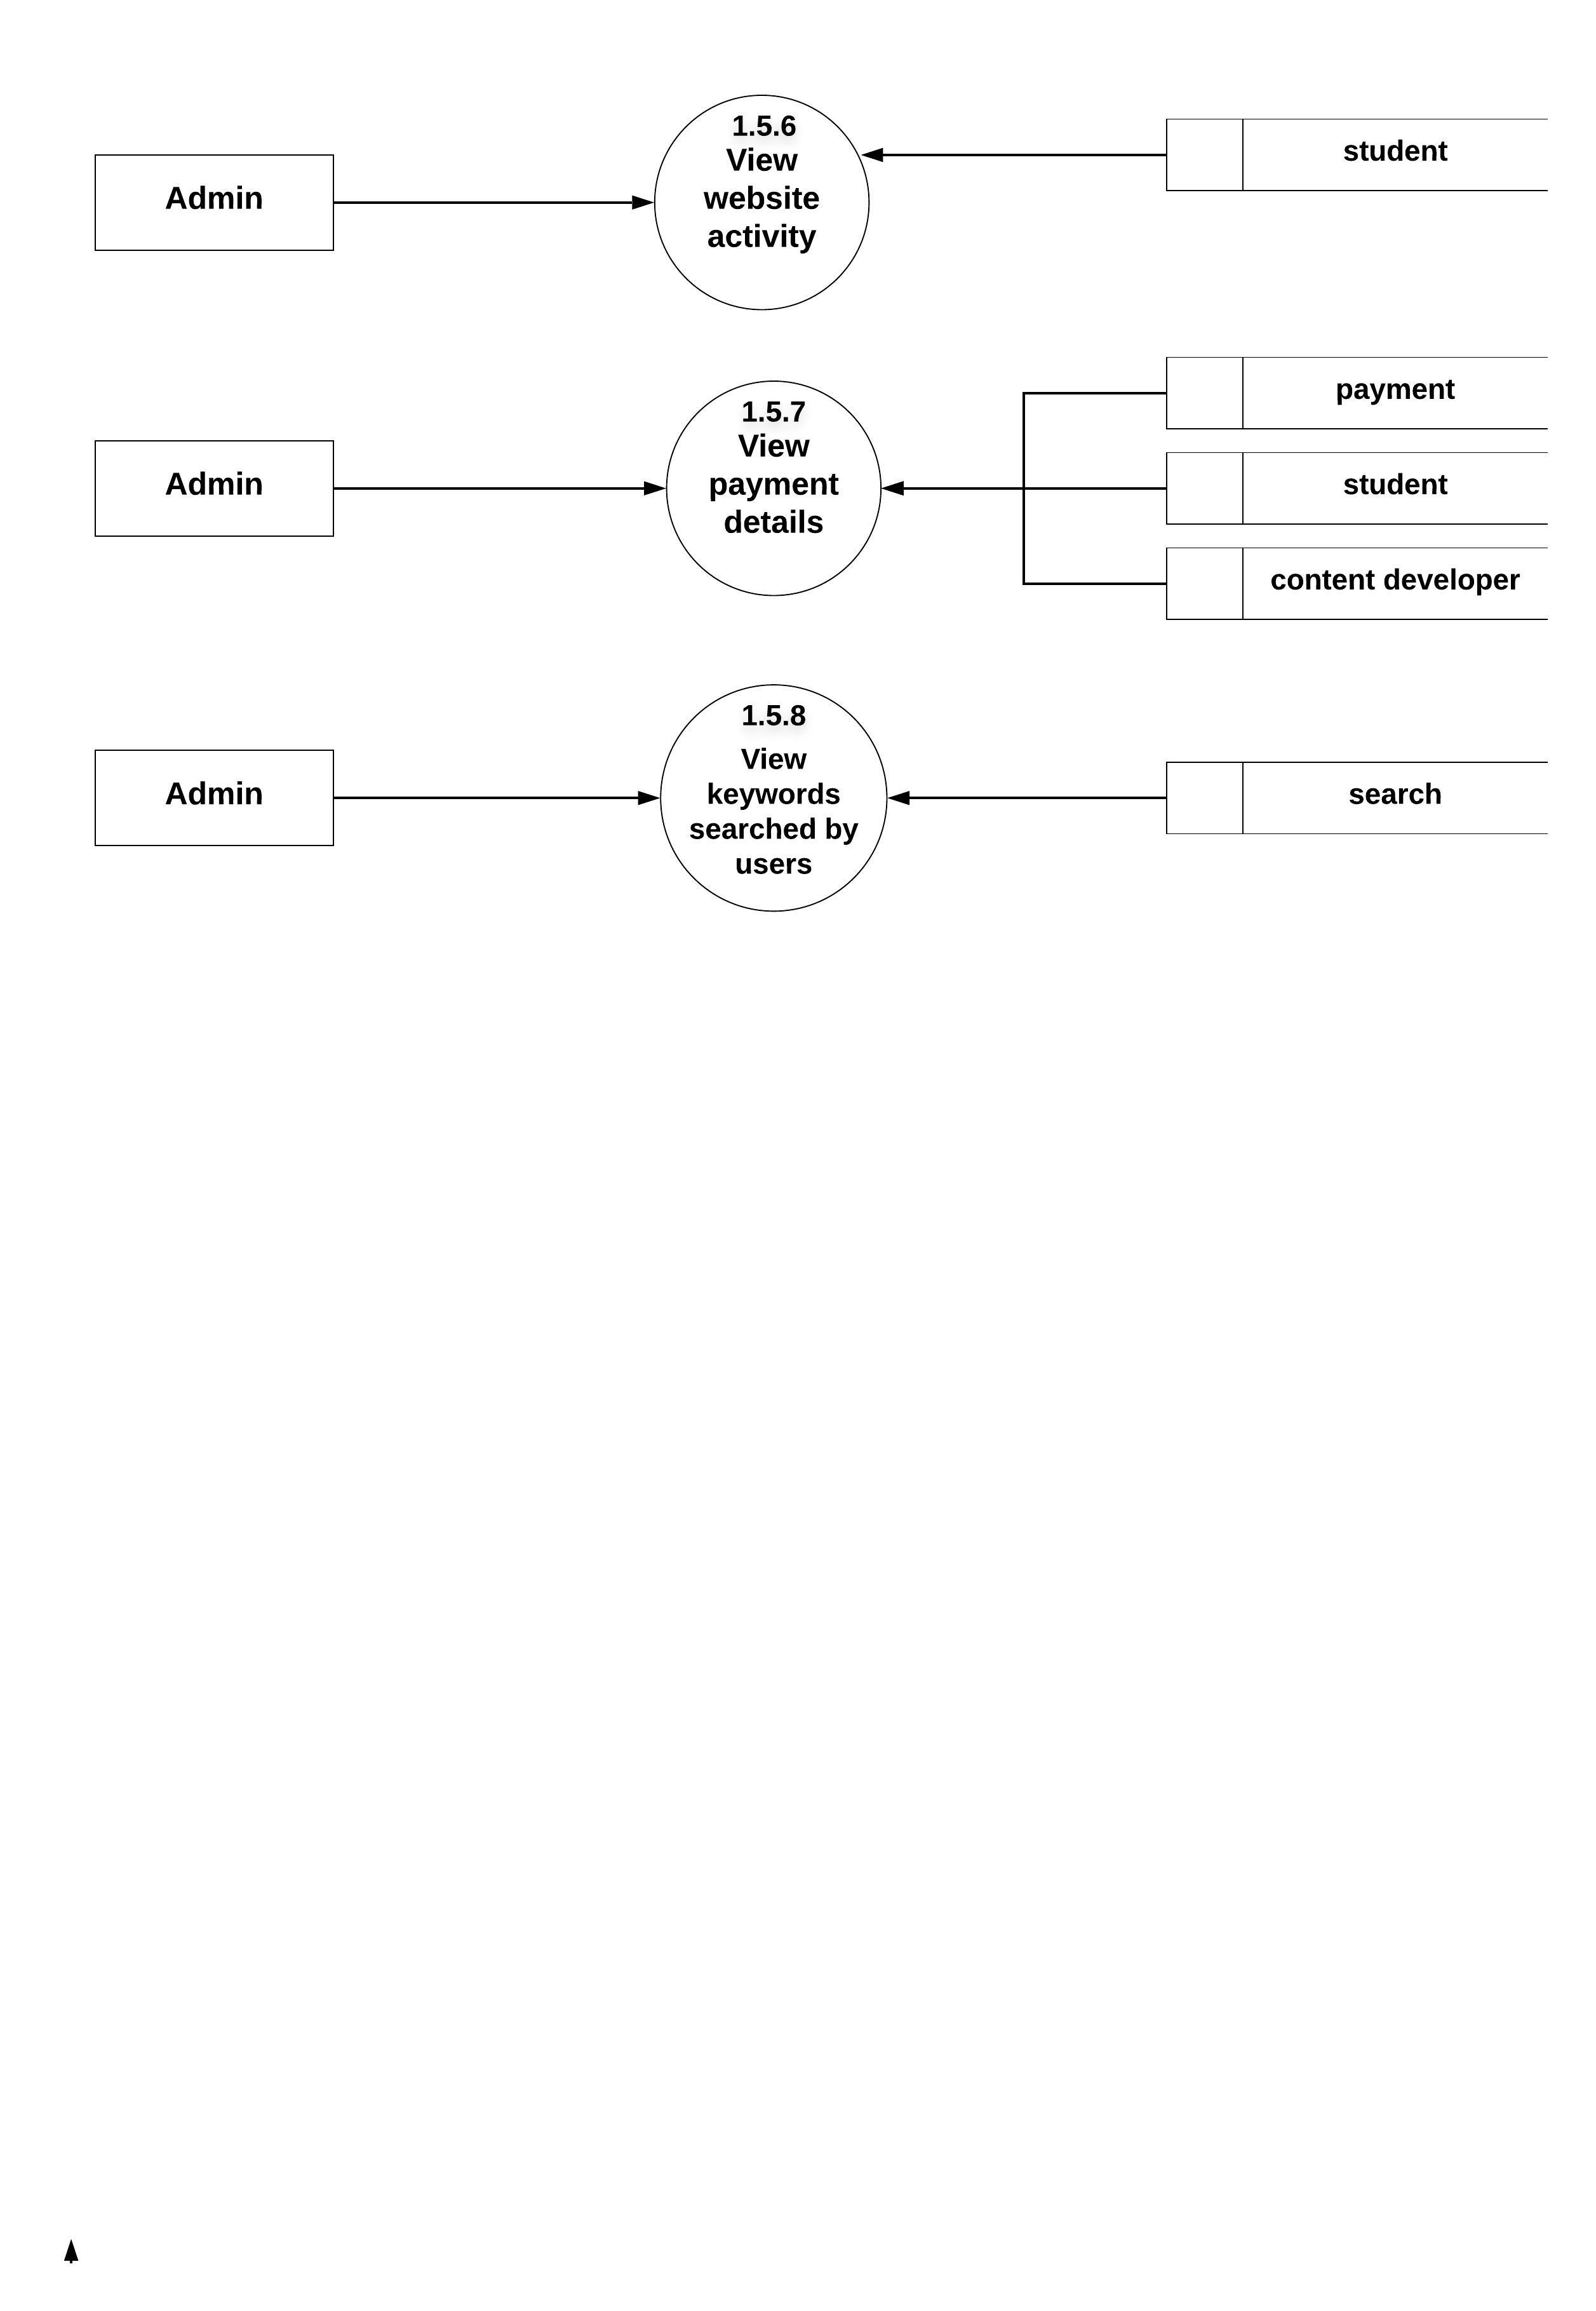 1.5.6
View
website
activity
Admin
student
1.5.7
View
payment
details
Admin
payment
student
content developer
1.5.8
View
keywords
searched by
users
Admin
search